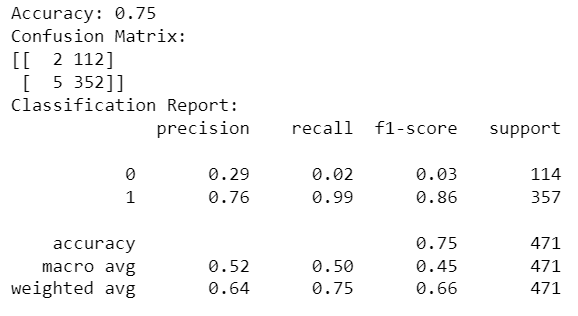 Accuracy: 0.75
Confusion Matrix:
[[  2 112]
 [  5 352]]
Classification Report:
              precision    recall  f1-score   support

           0       0.29      0.02      0.03       114
           1       0.76      0.99      0.86       357

    accuracy                           0.75       471
   macro avg       0.52      0.50      0.45       471
weighted avg       0.64      0.75      0.66       471